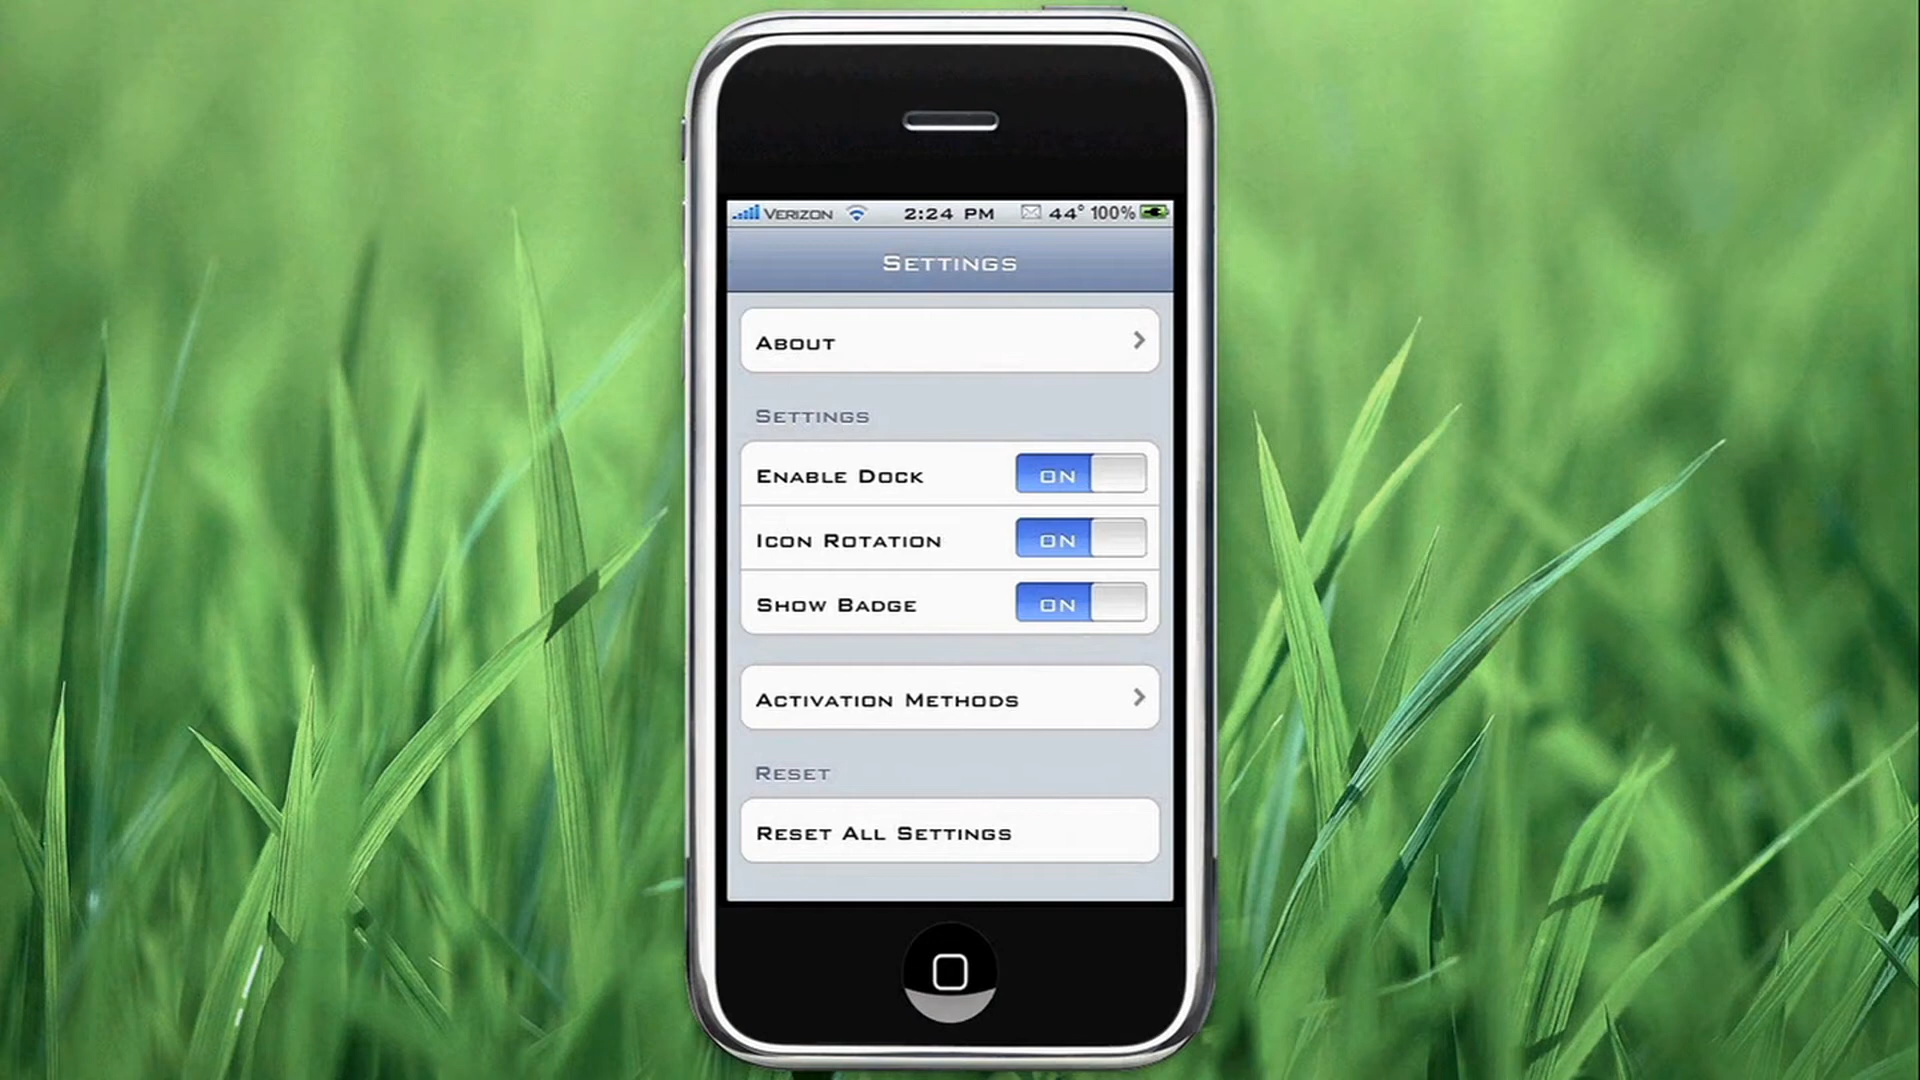 VERIZON 2:24 PM 44° 100%
SETTINGS
ABOUT
SETTINGS
ENABLE DOCK ON
ICON ROTATION ON
SHOW BADGE ON
ACTIVATION METHODS
RESET
RESET ALL SETTINGS